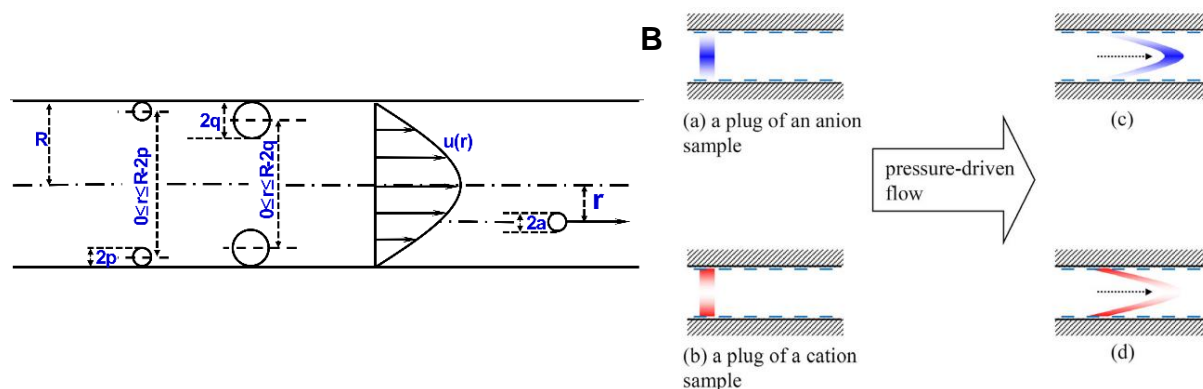 R
0≤r≤R-2p
2p
2q
0≤r≤R-2q
u(r)
r
2a
B
(a) a plug of an anion
sample
(b) a plug of a cation
sample
pressure-driven
flow
(c)
(d)